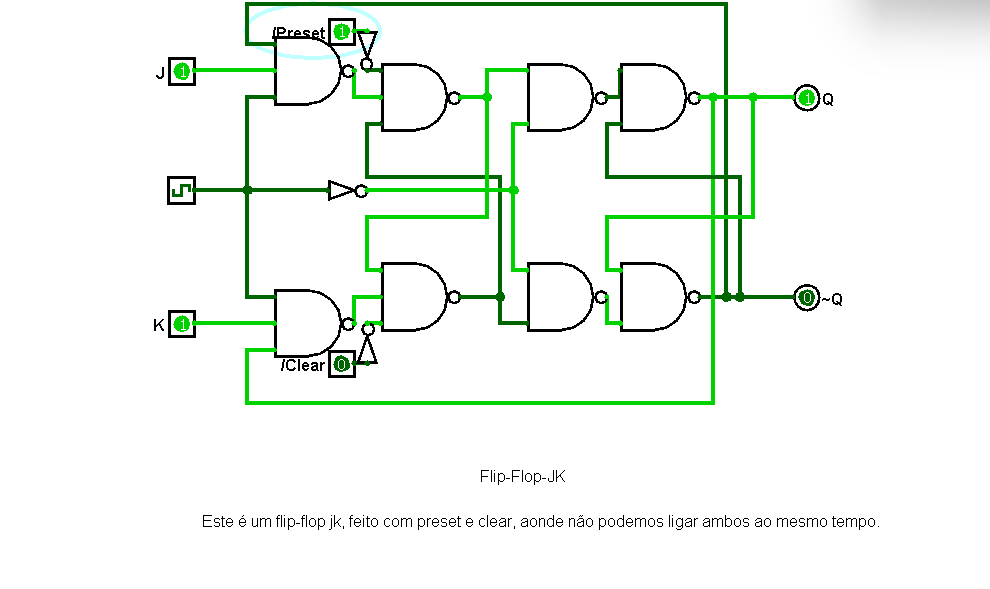 /Preset 1
J 1
1 Q
K 1
0 ~Q
/Clear 0
Flip-Flop-JK
Este é um flip-flop jk, feito com preset e clear, aonde não podemos ligar ambos ao mesmo tempo.